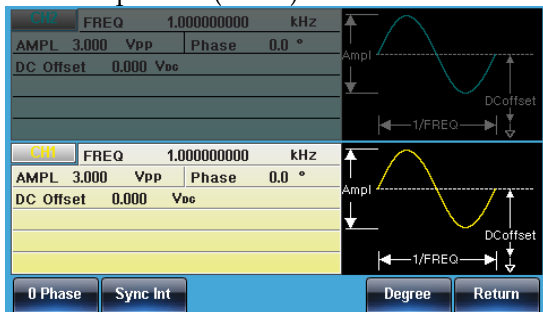 CH2 FREQ 1.000000000 kHz
AMPL 3.000 Vpp Phase 0.0 °
DC Offset 0.000 VDC
Ampl
DCoffset
1/FREQ
CH1 FREQ 1.000000000 kHz
AMPL 3.000 Vpp Phase 0.0 °
DC Offset 0.000 VDC
Ampl
DCoffset
1/FREQ
0 Phase Sync Int Degree Return